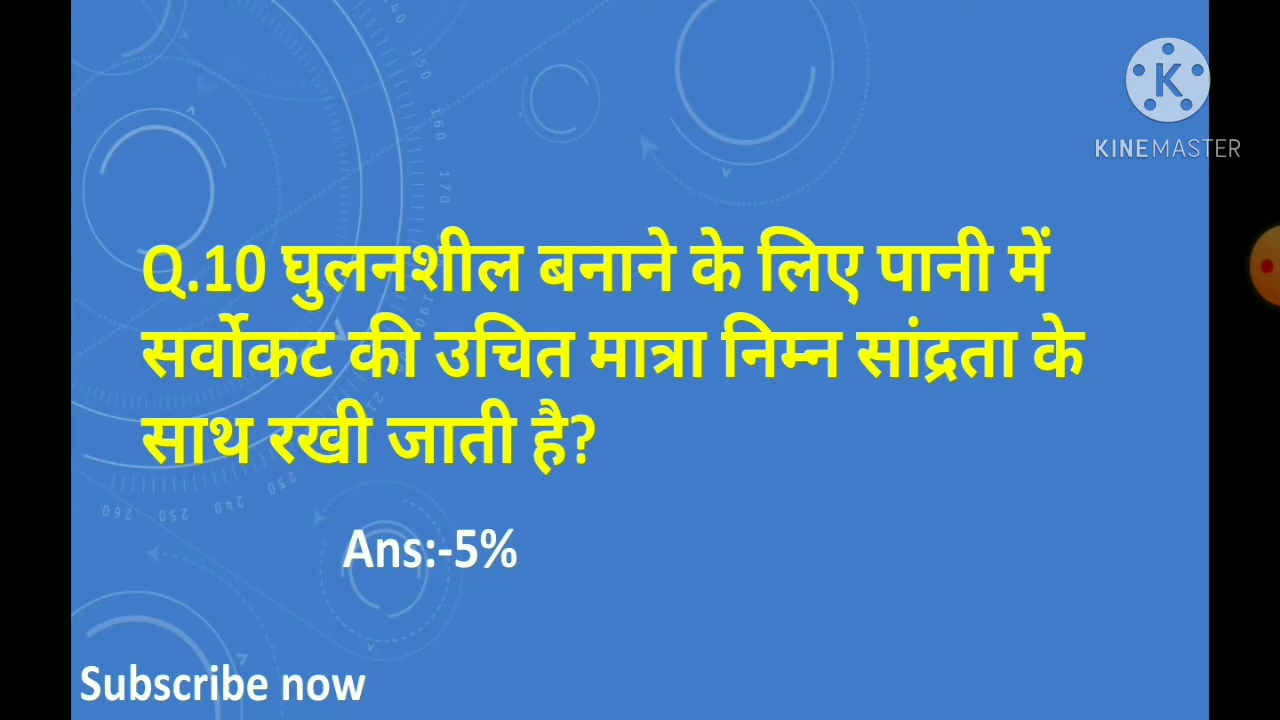 KINEMASTER
Q.10 घुलनशील बनाने के लिए पानी में
सर्वोकट की उचित मात्रा निम्न सांद्रता के
साथ रखी जाती है?
Ans:-5%
Subscribe now